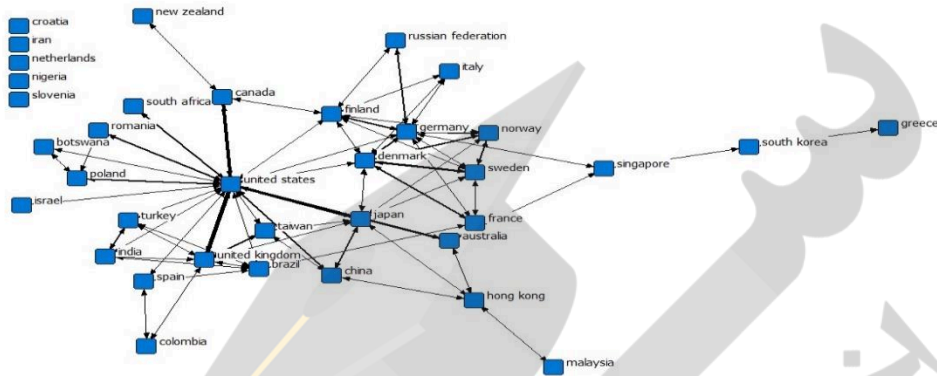 croatia
iran
netherlands
nigeria
slovenia
new zealand
russian federation
italy
south africa
canada
finland
romania
germany
norway
greece
botswana
south korea
denmark
singapore
poland
united states
sweden
israel
turkey
taiwan
japan
france
australia
india
united kingdom
brazil
spain
china
hong kong
colombia
malaysia